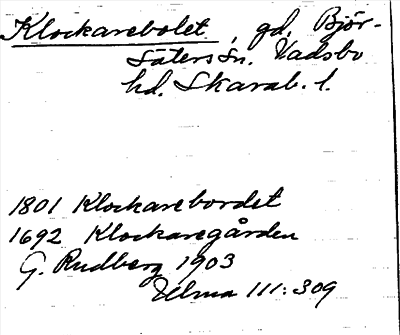 Klockarebolet, gd, Björ-
säters sn. Vadsbo
hd. Skarab. l.
1801 Klockarebordet
1692 Klockaregården
G. Rudberg 1903
Ulma 111:309